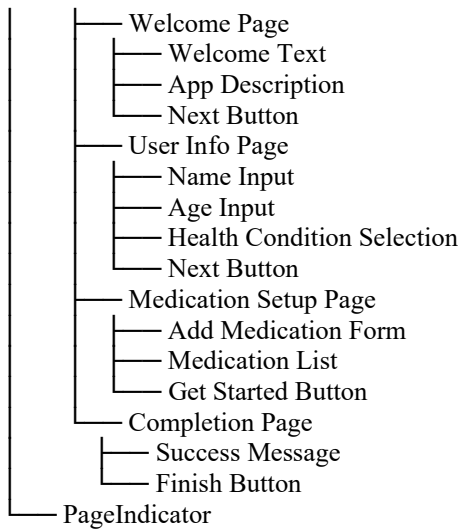 Welcome Page
Welcome Text
App Description
Next Button
User Info Page
Name Input
Age Input
Health Condition Selection
Next Button
Medication Setup Page
Add Medication Form
Medication List
Get Started Button
Completion Page
Success Message
Finish Button
PageIndicator